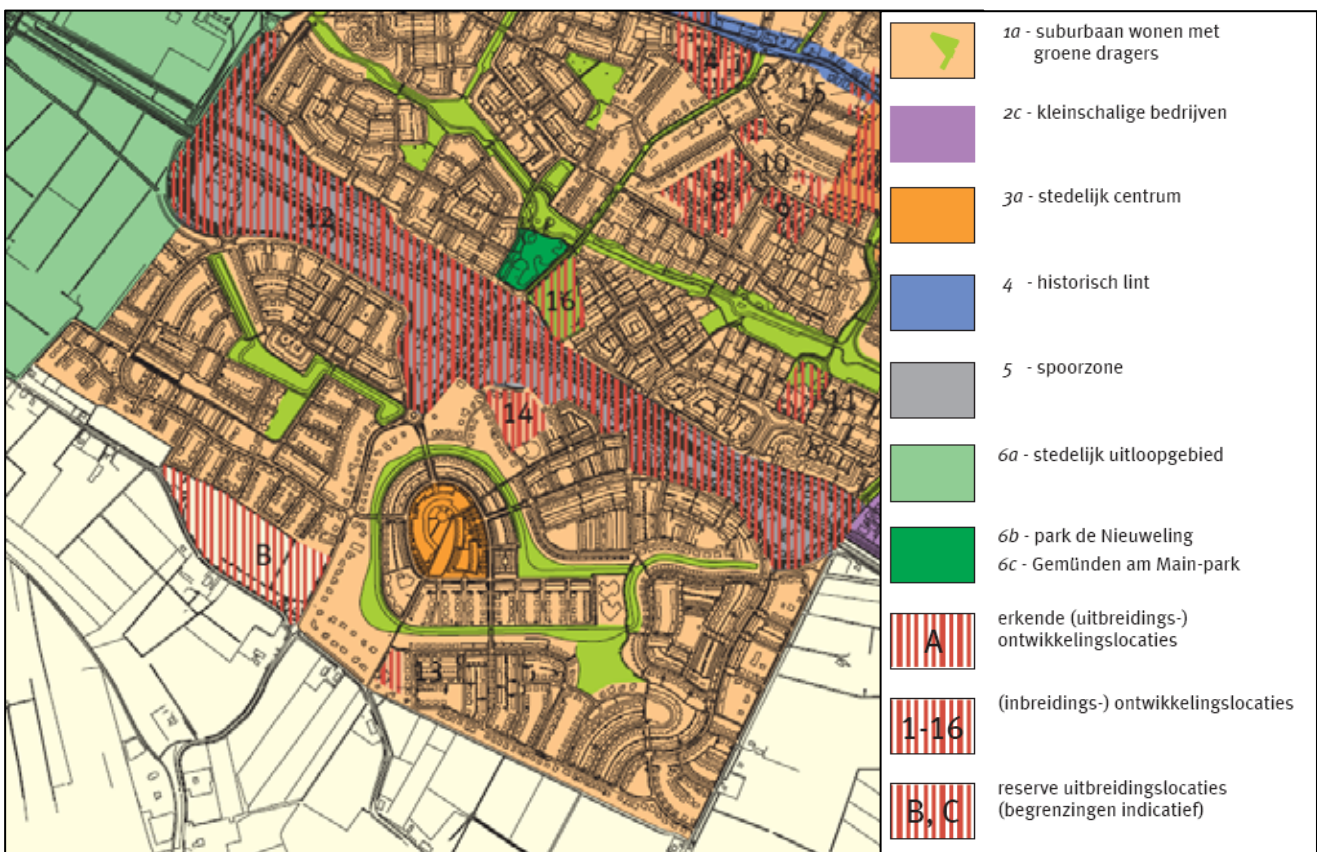 4
15
6
10
8
9
12
16
11
14
B
13
1a - suburbaan wonen met
groene dragers
2c - kleinschalige bedrijven
3a - stedelijk centrum
4 - historisch lint
5 - spoorzone
6a - stedelijk uitloopgebied
6b - park de Nieuweling
6c - Gemünden am Main-park
erkende (uitbreidings-)
ontwikkelingslocaties
A
(inbreidings-) ontwikkelingslocaties
1-16
reserve uitbreidingslocaties
(begrenzingen indicatief)
B, C